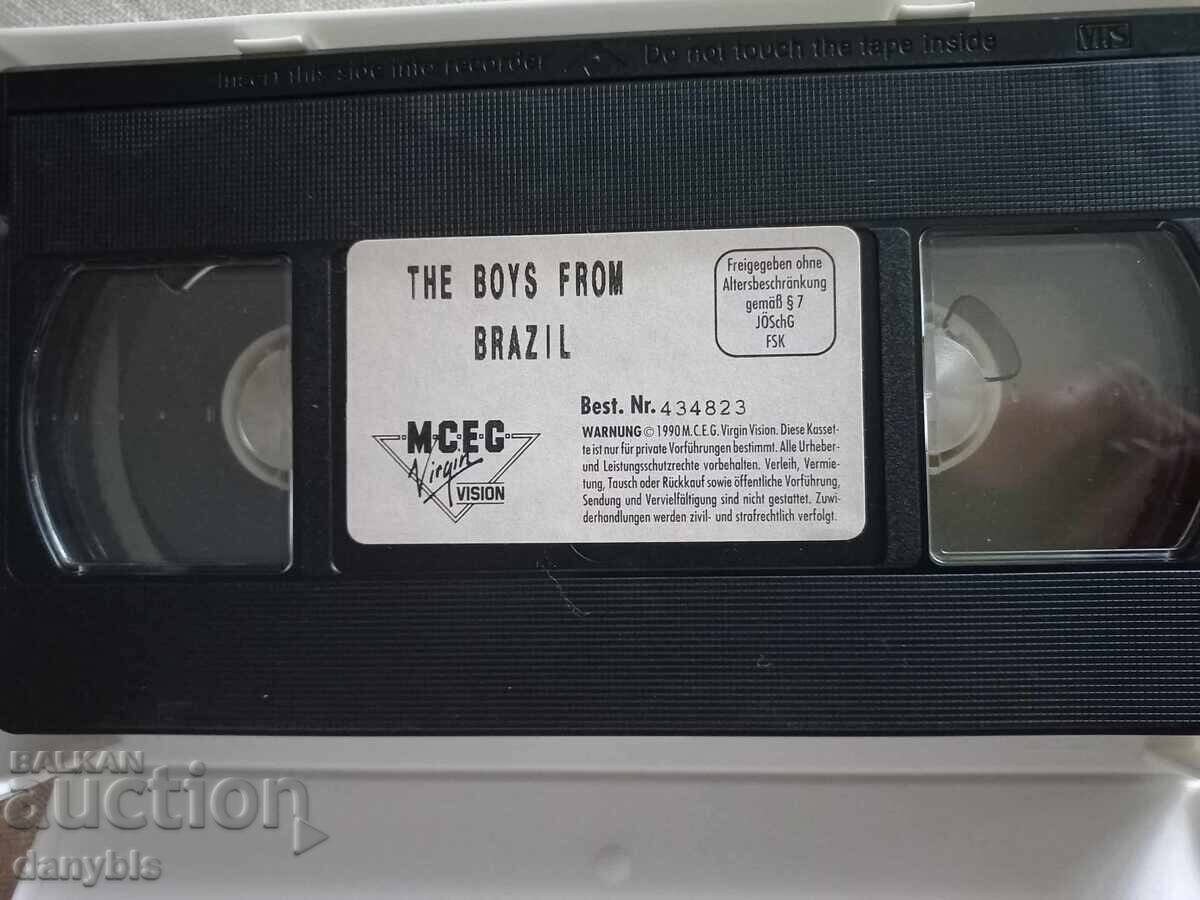 Insert this side into recorder Do not touch the tape inside VHS
THE BOYS FROM
BRAZIL
Freigegeben ohne
Altersbeschränkung
gemäß § 7
JÖSchG
FSK
Best. Nr. 434823
WARNUNG © 1990 M.C.E.G. Virgin Vision. Diese Kasset-
te ist nur für private Vorführungen bestimmt. Alle Urheber-
und Leistungsschutzrechte vorbehalten. Verleih, Vermie-
tung, Tausch oder Rückkauf sowie öffentliche Vorführung,
Sendung und Vervielfältigung sind nicht gestattet. Zuwi-
derhandlungen werden zivil- und strafrechtlich verfolgt.
M·C·E·G
Virgin
VISION
BALKAN
auction
danybls